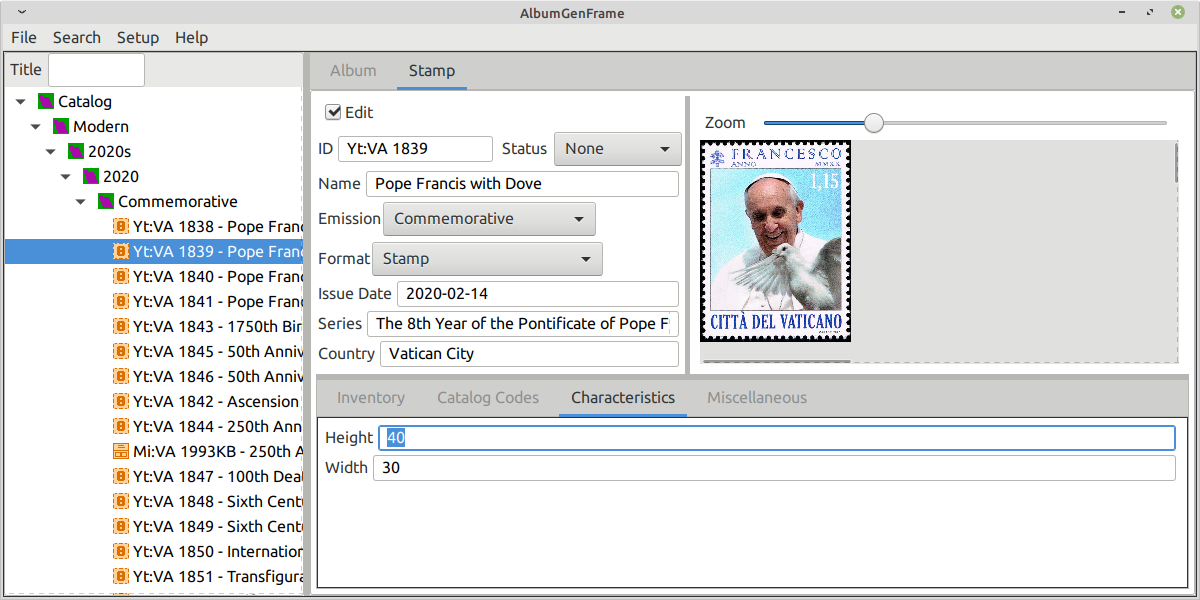 AlbumGenFrame
File Search Setup Help
Title
Catalog
Modern
2020s
2020
Commemorative
Yt:VA 1838 - Pope Franc
Yt:VA 1839 - Pope Franc
Yt:VA 1840 - Pope Franc
Yt:VA 1841 - Pope Franc
Yt:VA 1843 - 1750th Bir
Yt:VA 1845 - 50th Anniv
Yt:VA 1846 - 50th Anniv
Yt:VA 1842 - Ascension
Yt:VA 1844 - 250th Ann
Mi:VA 1993KB - 250th A
Yt:VA 1847 - 100th Dea
Yt:VA 1848 - Sixth Cent
Yt:VA 1849 - Sixth Cent
Yt:VA 1850 - Internation
Yt:VA 1851 - Transfigura
Album Stamp
Edit
ID Yt:VA 1839 Status None
Name Pope Francis with Dove
Emission Commemorative
Format Stamp
Issue Date 2020-02-14
Series The 8th Year of the Pontificate of Pope F
Country Vatican City
Zoom
FRANCESCO
ANNO MMXX
1,15
CITTÀ DEL VATICANO
Inventory Catalog Codes Characteristics Miscellaneous
Height 40
Width 30